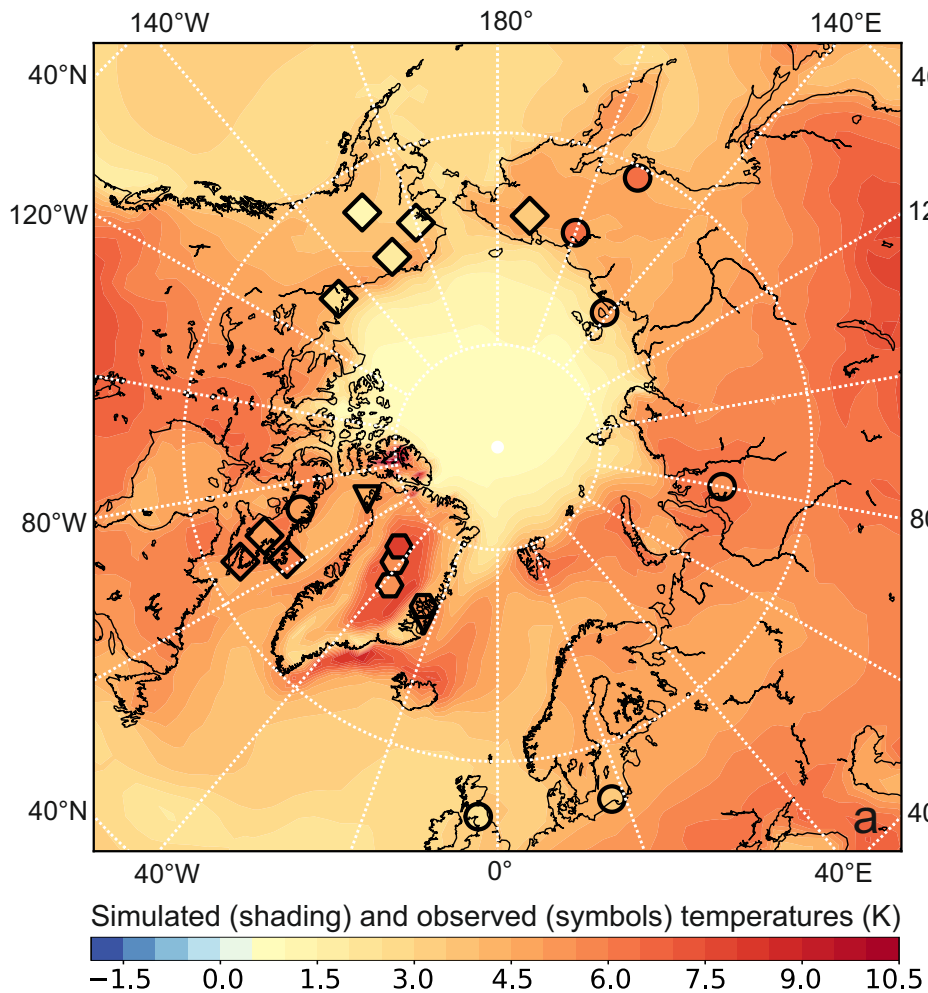 140°W 180° 140°E
40°N 4
120°W 12
80°W 80
40°N 40
a
40°W 0° 40°E
Simulated (shading) and observed (symbols) temperatures (K)
−1.5 0.0 1.5 3.0 4.5 6.0 7.5 9.0 10.5